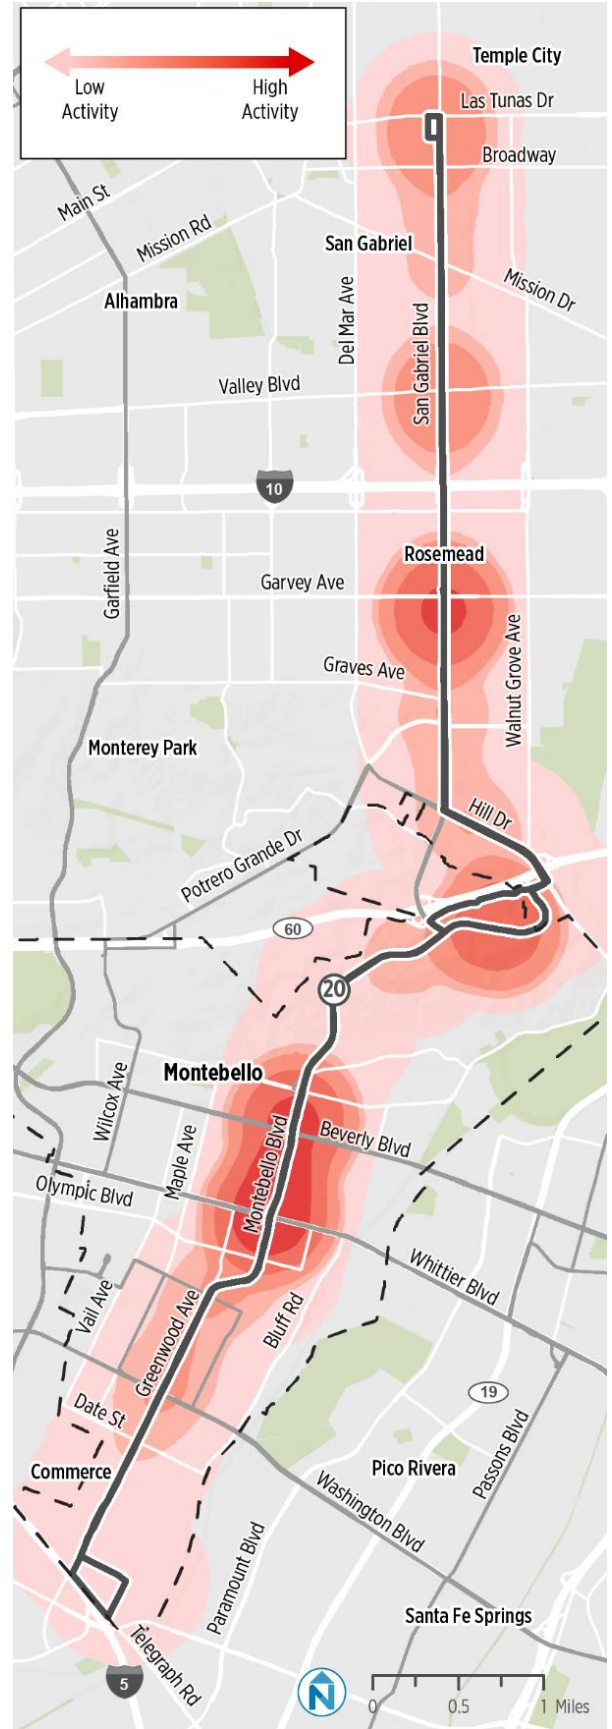 Low
Activity
High
Activity
Temple City
Las Tunas Dr
Broadway
Main St
Mission Rd
San Gabriel
Mission Dr
Alhambra
Del Mar Ave
San Gabriel Blvd
Valley Blvd
10
Rosemead
Garfield Ave
Garvey Ave
Walnut Grove Ave
Graves Ave
Monterey Park
Hill Dr
Potrero Grande Dr
60
20
Montebello
Wilcox Ave
Maple Ave
Montebello Blvd
Beverly Blvd
Olympic Blvd
Whittier Blvd
Vail Ave
Greenwood Ave
Bluff Rd
19
Date St
Commerce
Pico Rivera
Passons Blvd
Washington Blvd
Paramount Blvd
Santa Fe Springs
Telegraph Rd
5
N
0 0.5 1 Miles